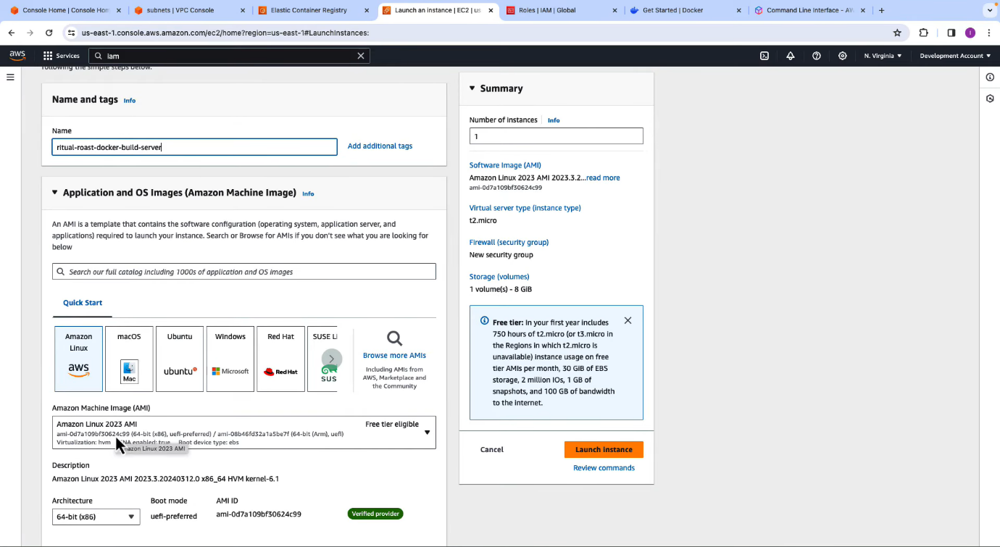 Console Home | Console Hom
subnets | VPC Console
Elastic Container Registry
Launch an instance | EC2 | us
Roles | IAM | Global
Get Started | Docker
Command Line Interface - AW
us-east-1.console.aws.amazon.com/ec2/home?region=us-east-1#LaunchInstances:
I
aws
Services
iam
N. Virginia
Development Account
following the simple steps below.
Name and tags Info
Name
ritual-roast-docker-build-server
Add additional tags
Application and OS Images (Amazon Machine Image) Info
An AMI is a template that contains the software configuration (operating system, application server, and
applications) required to launch your instance. Search or Browse for AMIs if you don't see what you are looking for
below
Search our full catalog including 1000s of application and OS images
Quick Start
Amazon
Linux
aws
macOS
Mac
Ubuntu
ubuntu
Windows
Microsoft
Red Hat
RedHat
SUSE Li
SUS
Browse more AMIs
Including AMIs from
AWS, Marketplace and
the Community
Amazon Machine Image (AMI)
Amazon Linux 2023 AMI
Free tier eligible
ami-0d7a109bf30624c99 (64-bit (x86), uefi-preferred) / ami-08b46fd32a1a5be7f (64-bit (Arm), uefi)
Virtualization: hvm ENA enabled: true Root device type: ebs
Amazon Linux 2023 AMI
Description
Amazon Linux 2023 AMI 2023.3.20240312.0 x86_64 HVM kernel-6.1
Architecture
64-bit (x86)
Boot mode
uefi-preferred
AMI ID
ami-0d7a109bf30624c99
Verified provider
Summary
Number of instances Info
1
Software Image (AMI)
Amazon Linux 2023 AMI 2023.3.2...read more
ami-0d7a109bf30624c99
Virtual server type (instance type)
t2.micro
Firewall (security group)
New security group
Storage (volumes)
1 volume(s) - 8 GiB
Free tier: In your first year includes
750 hours of t2.micro (or t3.micro in
the Regions in which t2.micro is
unavailable) instance usage on free
tier AMIs per month, 30 GiB of EBS
storage, 2 million IOs, 1 GB of
snapshots, and 100 GB of bandwidth
to the internet.
Cancel
Launch instance
Review commands